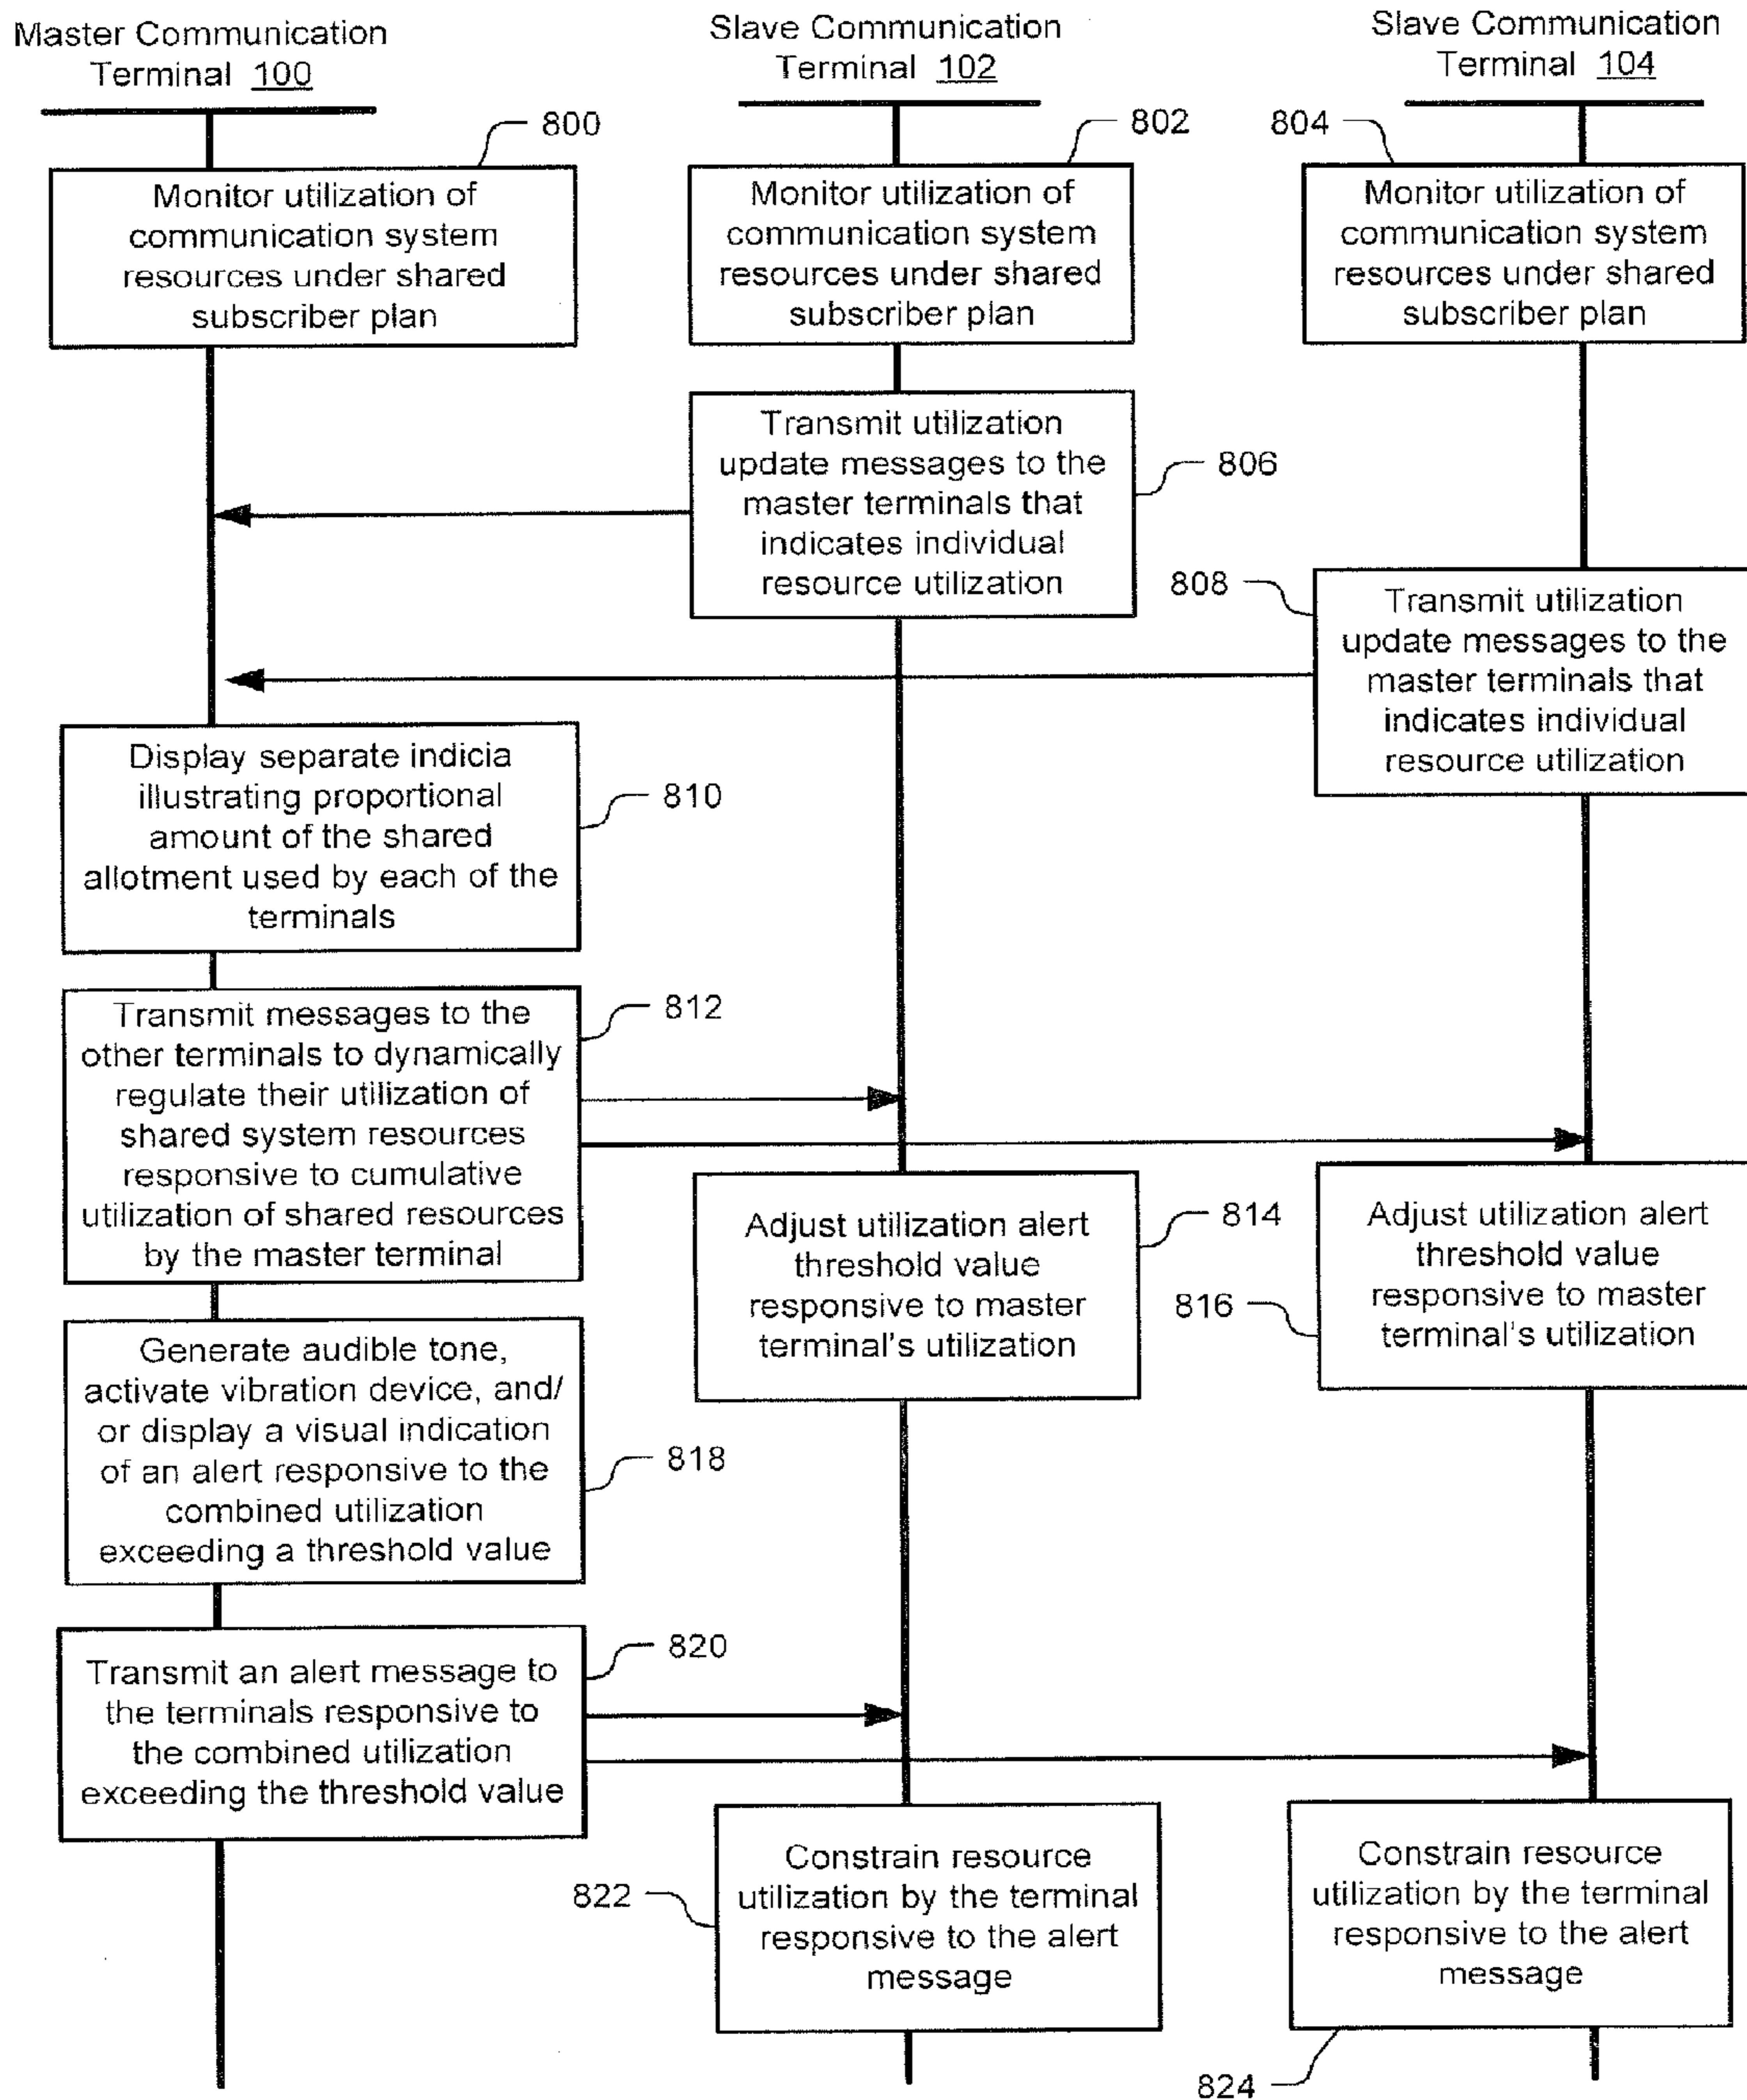 Master Communication
Terminal 100
Slave Communication
Terminal 102
Slave Communication
Terminal 104
800
Monitor utilization of
communication system
resources under shared
subscriber plan
802
Monitor utilization of
communication system
resources under shared
subscriber plan
804
Monitor utilization of
communication system
resources under shared
subscriber plan
Transmit utilization
update messages to the
master terminals that
indicates individual
resource utilization
806
808
Transmit utilization
update messages to the
master terminals that
indicates individual
resource utilization
Display separate indicia
illustrating proportional
amount of the shared
allotment used by each of the
terminals
810
Transmit messages to the
other terminals to dynamically
regulate their utilization of
shared system resources
responsive to cumulative
utilization of shared resources
by the master terminal
812
Adjust utilization alert
threshold value
responsive to master
terminal's utilization
814
816
Adjust utilization alert
threshold value
responsive to master
terminal's utilization
Generate audible tone,
activate vibration device, and/
or display a visual indication
of an alert responsive to the
combined utilization
exceeding a threshold value
818
Transmit an alert message to
the terminals responsive to
the combined utilization
exceeding the threshold value
820
822
Constrain resource
utilization by the terminal
responsive to the alert
message
Constrain resource
utilization by the terminal
responsive to the alert
message
824